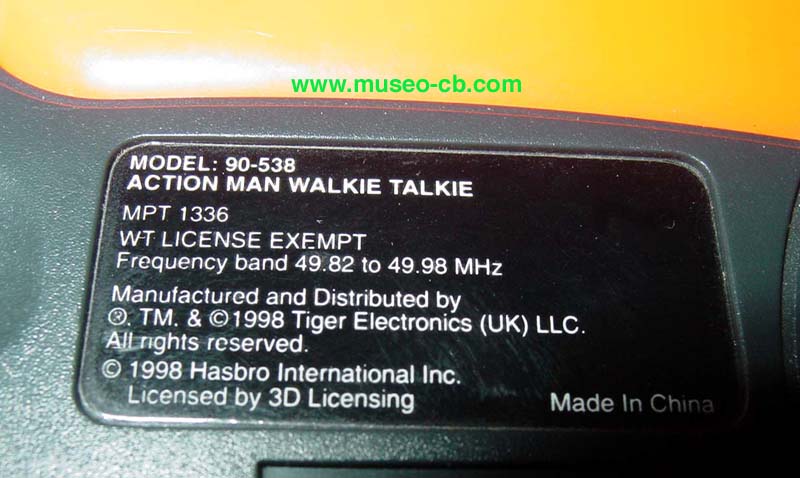 www.museo-cb.com
MODEL: 90-538
ACTION MAN WALKIE TALKIE
MPT 1336
WT LICENSE EXEMPT
Frequency band 49.82 to 49.98 MHz
Manufactured and Distributed by
®. TM. & ©1998 Tiger Electronics (UK) LLC.
All rights reserved.
© 1998 Hasbro International Inc.
Licensed by 3D Licensing
Made In China